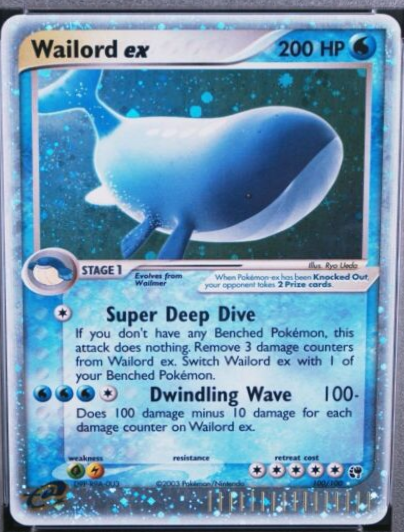 Wailord ex 200 HP
Illus. Ryo Ueda
STAGE 1
Evolves from
Wailmer
When Pokémon-ex has been Knocked Out,
your opponent takes 2 Prize cards.
Super Deep Dive
If you don't have any Benched Pokémon, this
attack does nothing. Remove 3 damage counters
from Wailord ex. Switch Wailord ex with 1 of
your Benched Pokémon.
Dwindling Wave 100-
Does 100 damage minus 10 damage for each
damage counter on Wailord ex.
weakness resistance retreat cost
©2003 Pokémon/Nintendo 100/100